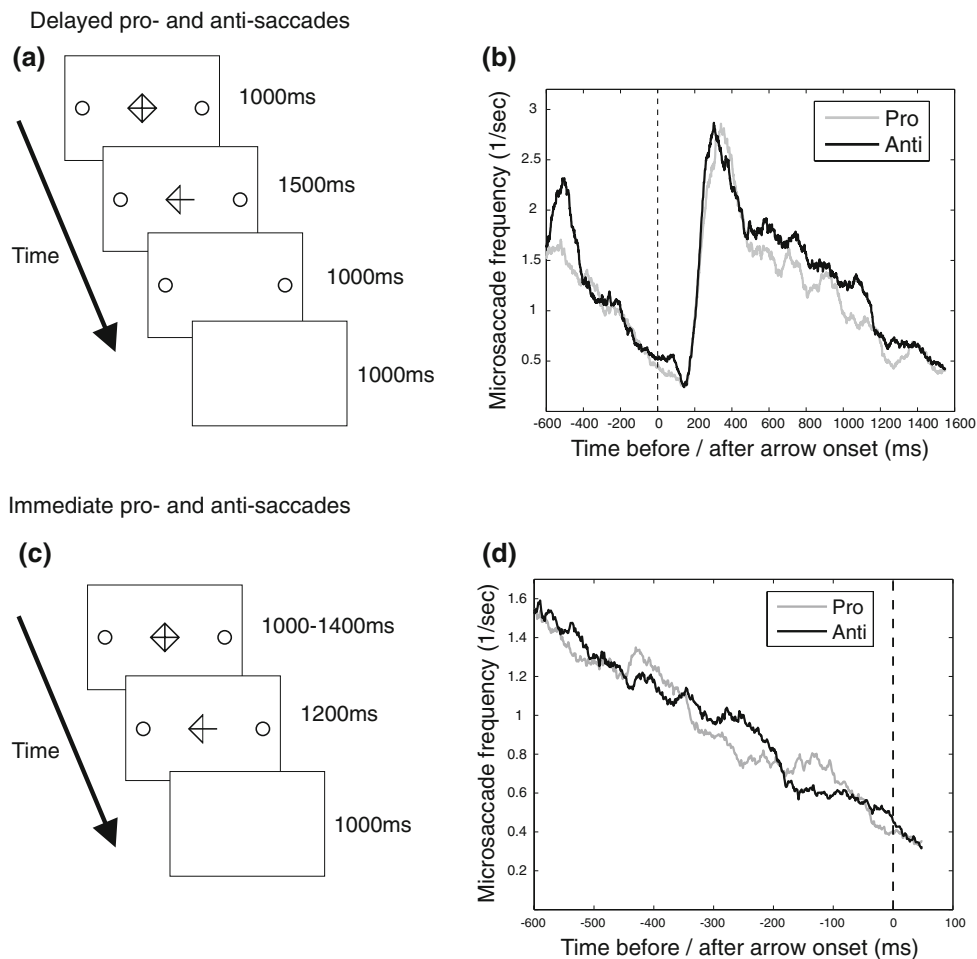 Delayed pro- and anti-saccades
(a)
1000ms
1500ms
1000ms
1000ms
Time
(b)
Microsaccade frequency (1/sec)
3
2.5
2
1.5
1
0.5
Pro
Anti
-600 -400 -200 0 200 400 600 800 1000 1200 1400 1600
Time before / after arrow onset (ms)
Immediate pro- and anti-saccades
(c)
1000-1400ms
1200ms
1000ms
Time
(d)
Microsaccade frequency (1/sec)
1.6
1.4
1.2
1
0.8
0.6
0.4
0.2
Pro
Anti
-600 -500 -400 -300 -200 -100 0 100
Time before / after arrow onset (ms)